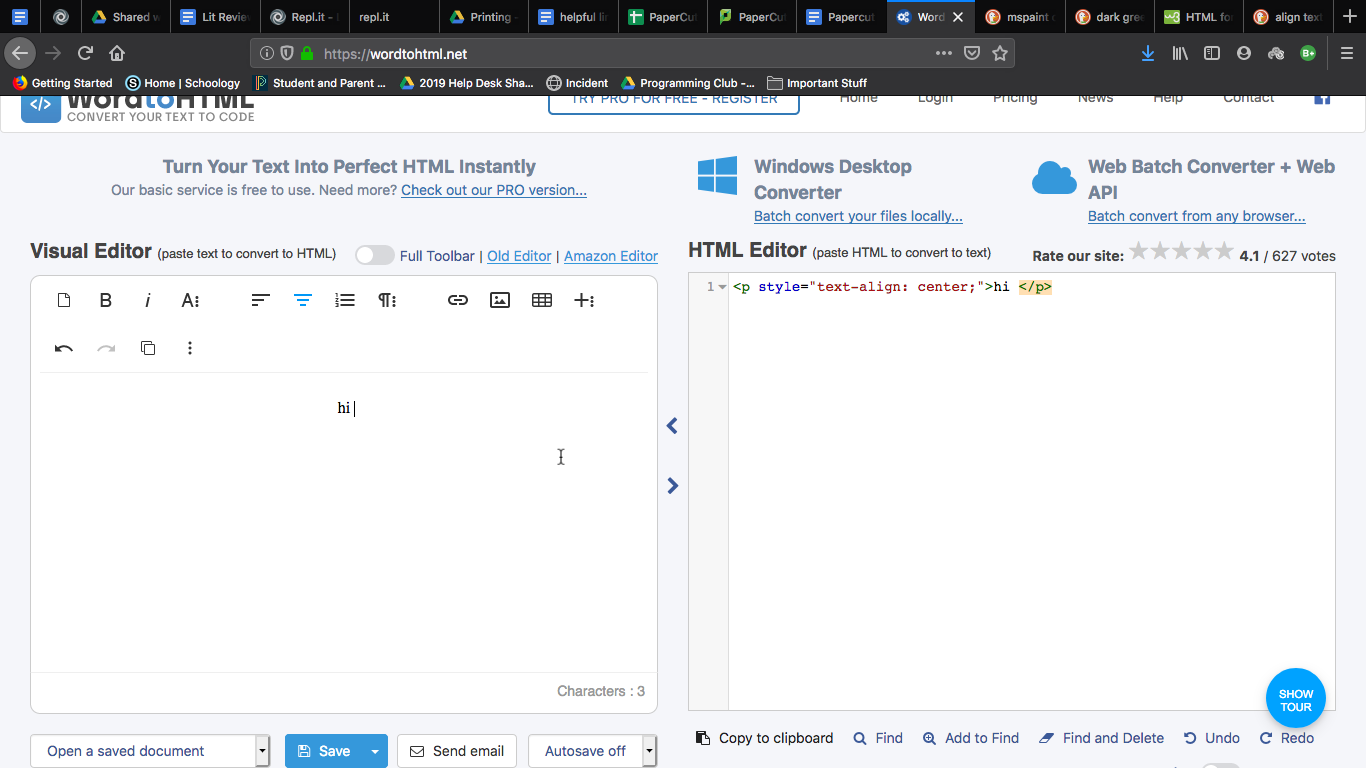 Shared w
Lit Revie
Repl.it -
repl.it
Printing -
helpful lin
PaperCut
PaperCut
Papercut
Word
mspaint c
dark gree
HTML for
align text
https://wordtohtml.net
Getting Started
Home | Schoology
Student and Parent ...
2019 Help Desk Sha...
Incident
Programming Club -...
Important Stuff
WordtoHTML
CONVERT YOUR TEXT TO CODE
TRY PRO FOR FREE - REGISTER
Home
Login
Pricing
News
Help
Contact
Turn Your Text Into Perfect HTML Instantly
Our basic service is free to use. Need more? Check out our PRO version...
Windows Desktop
Converter
Batch convert your files locally...
Web Batch Converter + Web
API
Batch convert from any browser...
Visual Editor (paste text to convert to HTML)
Full Toolbar | Old Editor | Amazon Editor
HTML Editor (paste HTML to convert to text)
Rate our site: 4.1 / 627 votes
1 <p style="text-align: center;">hi </p>
hi
Characters : 3
SHOW
TOUR
Open a saved document
Save
Send email
Autosave off
Copy to clipboard
Find
Add to Find
Find and Delete
Undo
Redo